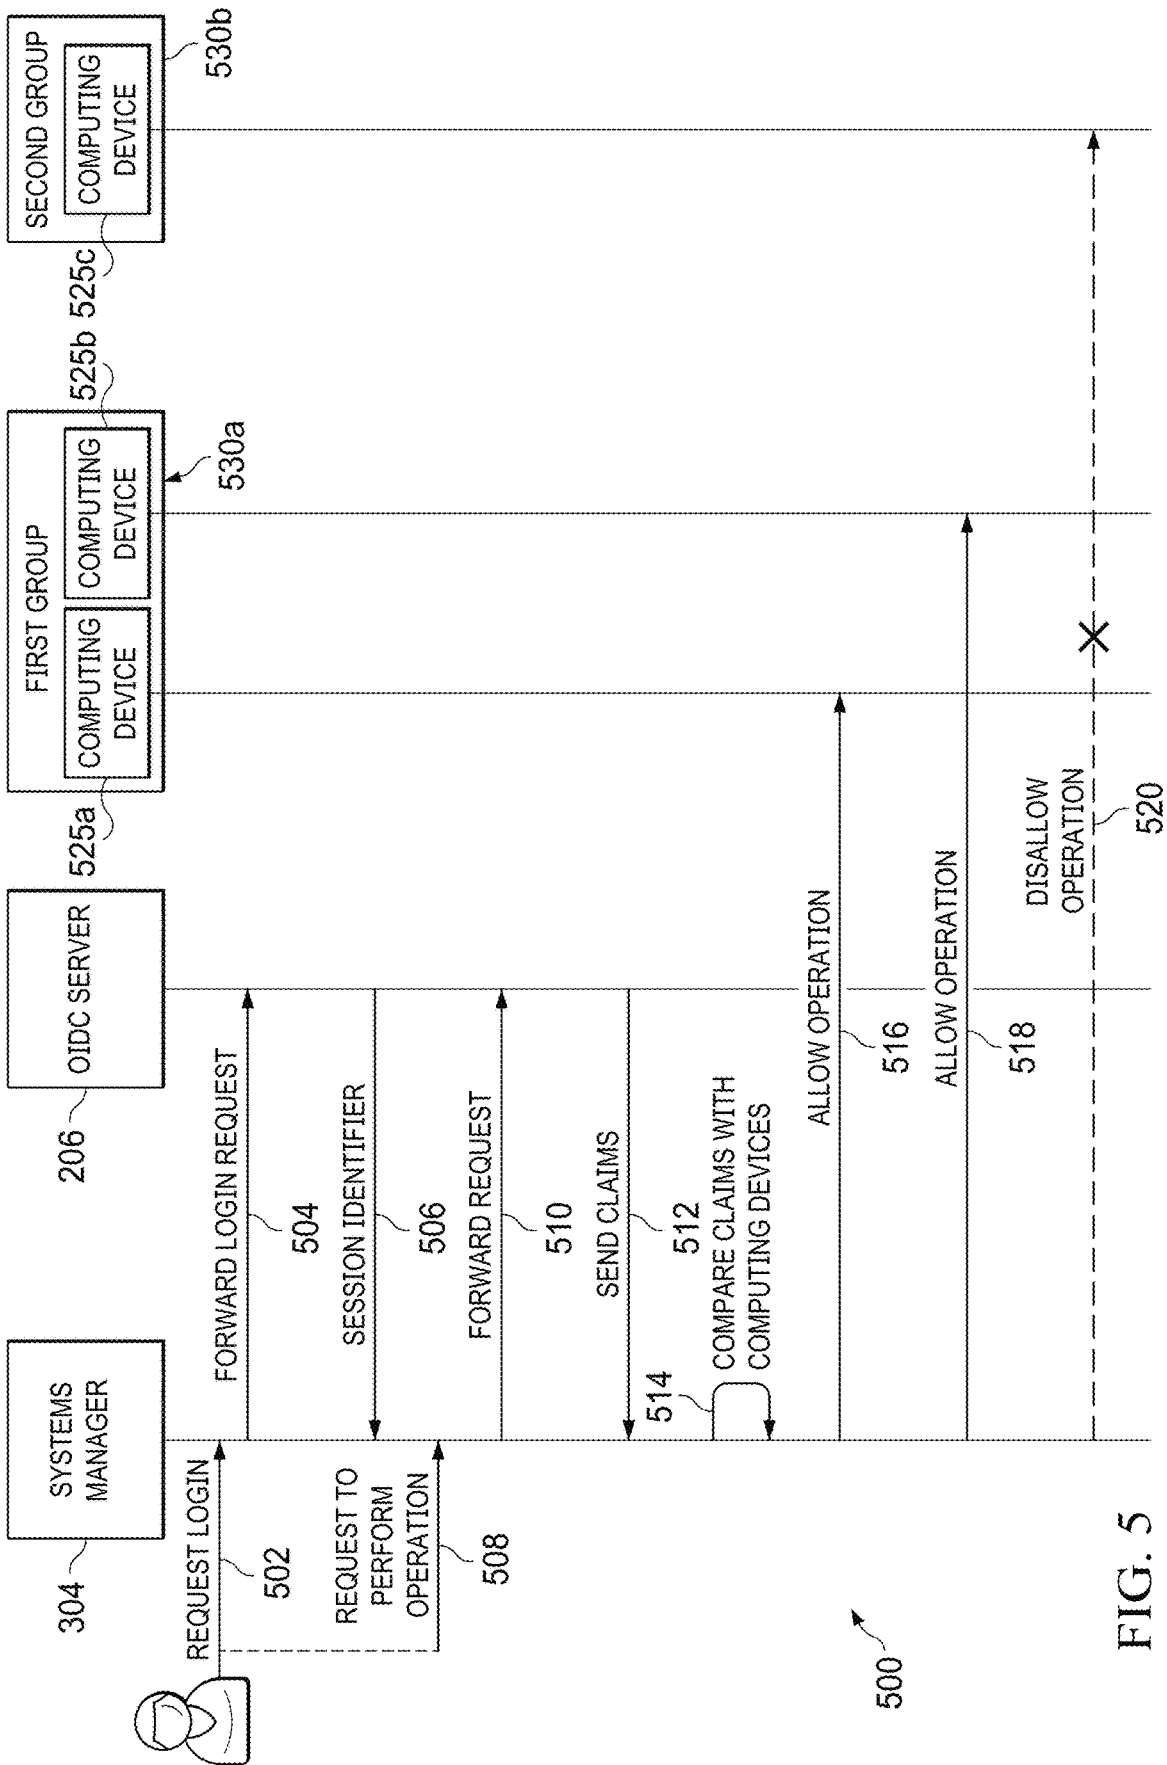 304
SYSTEMS
MANAGER
206
OIDC SERVER
525a
FIRST GROUP
COMPUTING
DEVICE
COMPUTING
DEVICE
525b
530a
525c
SECOND GROUP
COMPUTING
DEVICE
530b
REQUEST LOGIN
502
FORWARD LOGIN REQUEST
504
SESSION IDENTIFIER
506
REQUEST TO
PERFORM
OPERATION
508
FORWARD REQUEST
510
SEND CLAIMS
512
514
COMPARE CLAIMS WITH
COMPUTING DEVICES
ALLOW OPERATION
516
ALLOW OPERATION
518
DISALLOW
OPERATION
520
500
FIG. 5